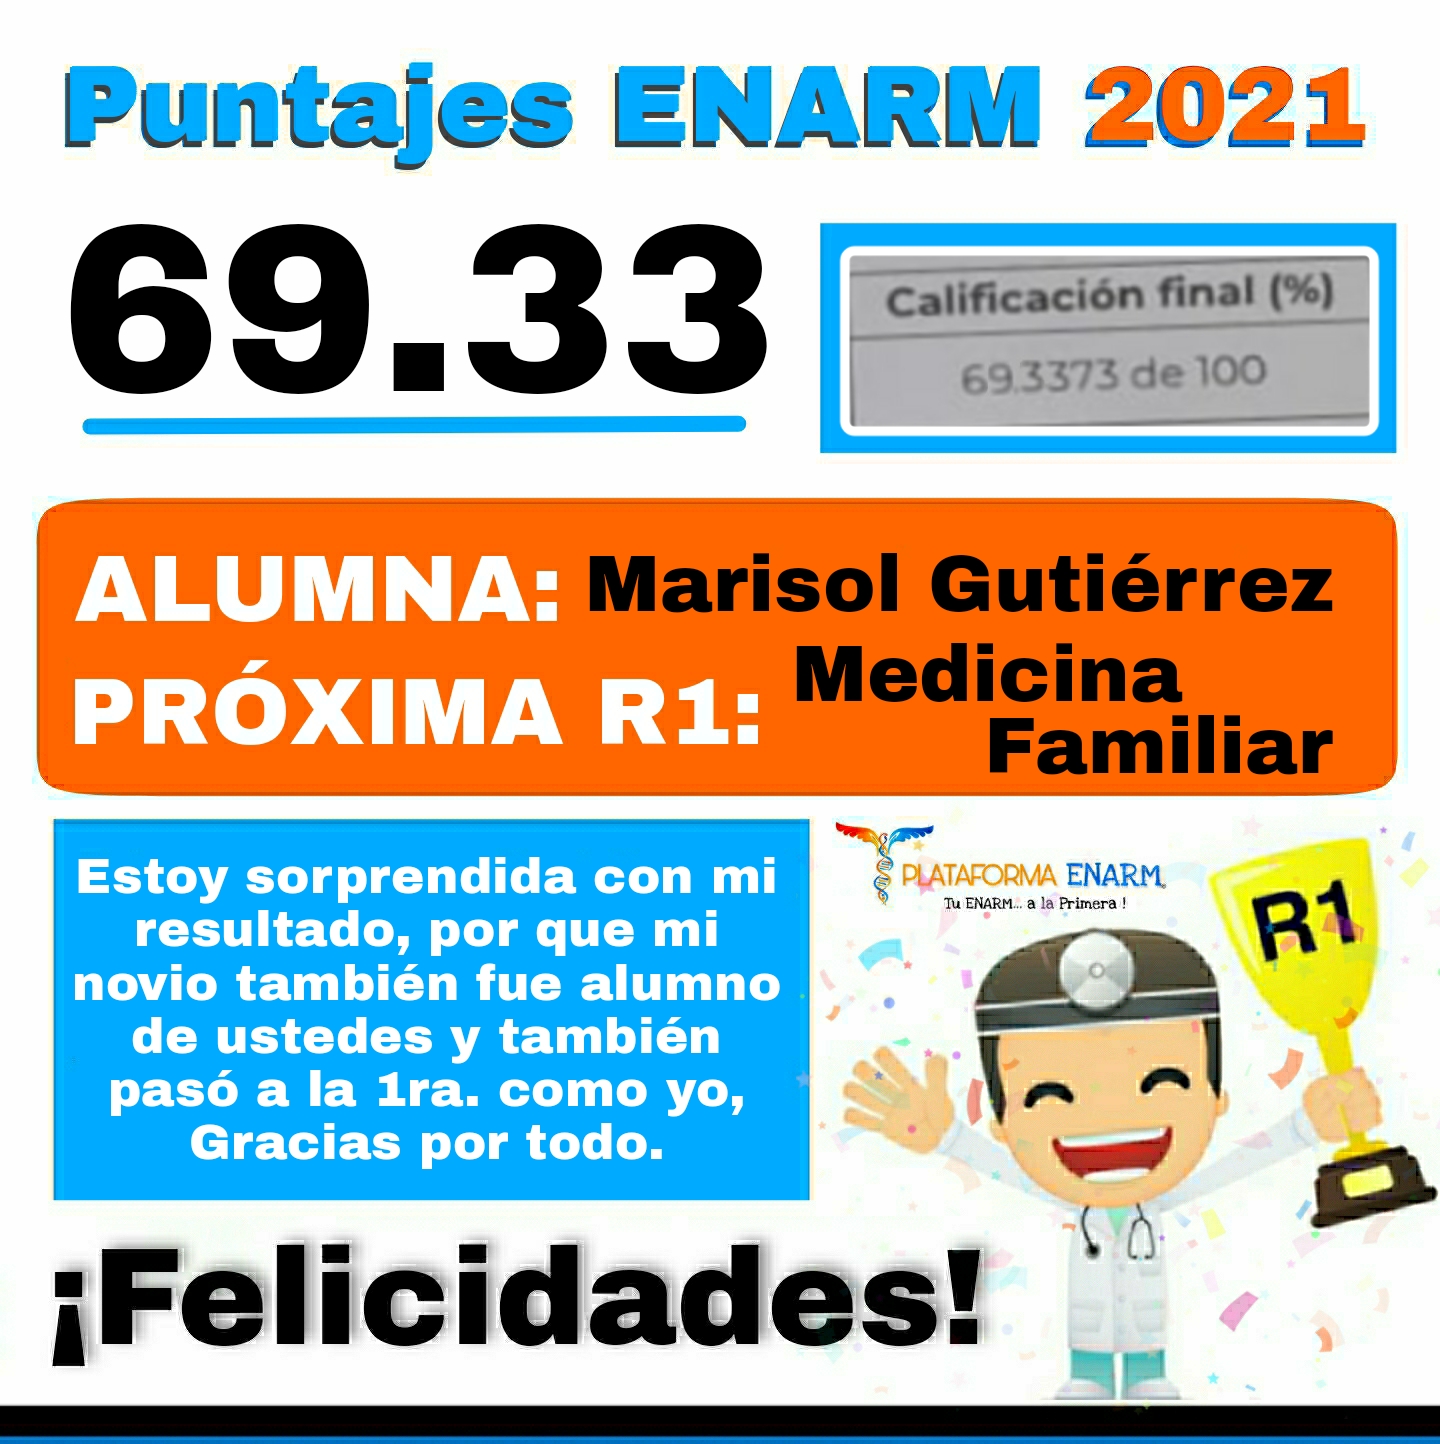 Puntajes ENARM 2021
69.33
Calificación final (%)
69.3373 de 100
ALUMNA: Marisol Gutiérrez
PRÓXIMA R1: Medicina
Familiar
Estoy sorprendida con mi
resultado, por que mi
novio también fue alumno
de ustedes y también
pasó a la 1ra. como yo,
Gracias por todo.
PLATAFORMA ENARM
Tu ENARM... a la Primera !
R1
¡Felicidades!